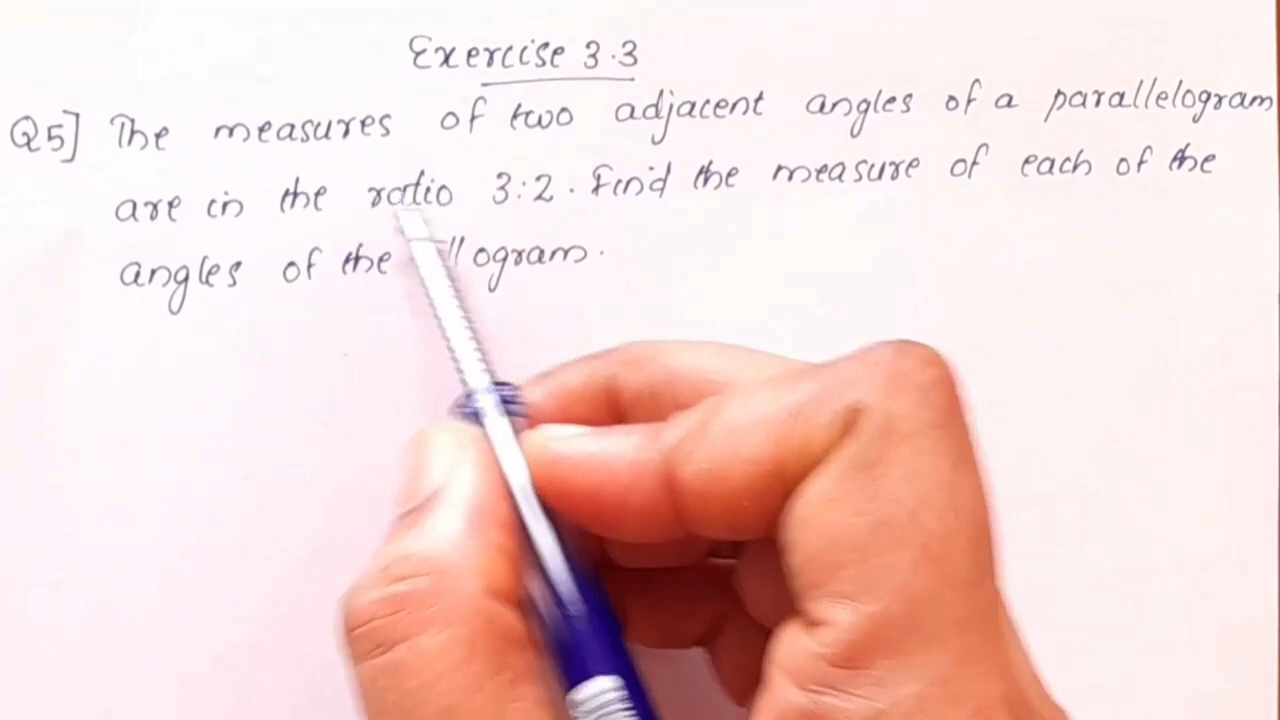 Exercise 3.3
Q5] The measures of two adjacent angles of a parallelogram
are in the ratio 3:2. Find the measure of each of the
angles of the llogram.